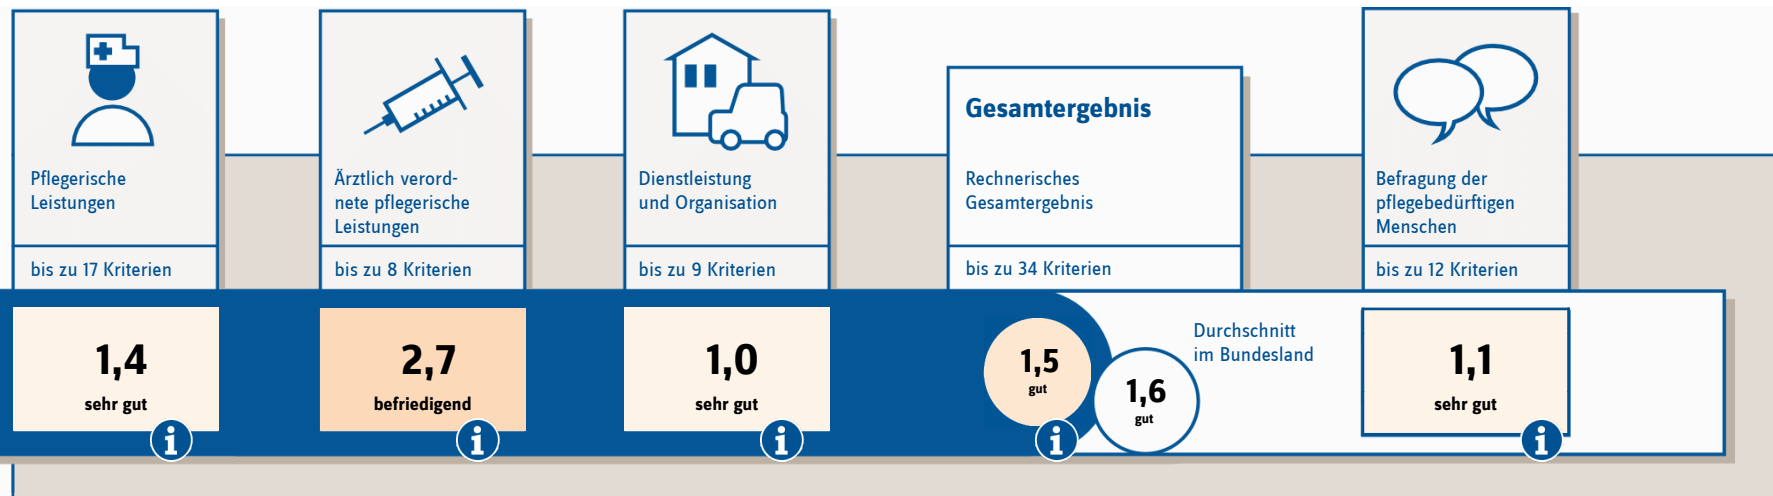 Pflegerische
Leistungen
bis zu 17 Kriterien
1,4
sehr gut
i
Ärztlich verord-
nete pflegerische
Leistungen
bis zu 8 Kriterien
2,7
befriedigend
i
Dienstleistung
und Organisation
bis zu 9 Kriterien
1,0
sehr gut
i
Gesamtergebnis
Rechnerisches
Gesamtergebnis
bis zu 34 Kriterien
1,5
gut
i
1,6
gut
Durchschnitt
im Bundesland
Befragung der
pflegebedürftigen
Menschen
bis zu 12 Kriterien
1,1
sehr gut
i